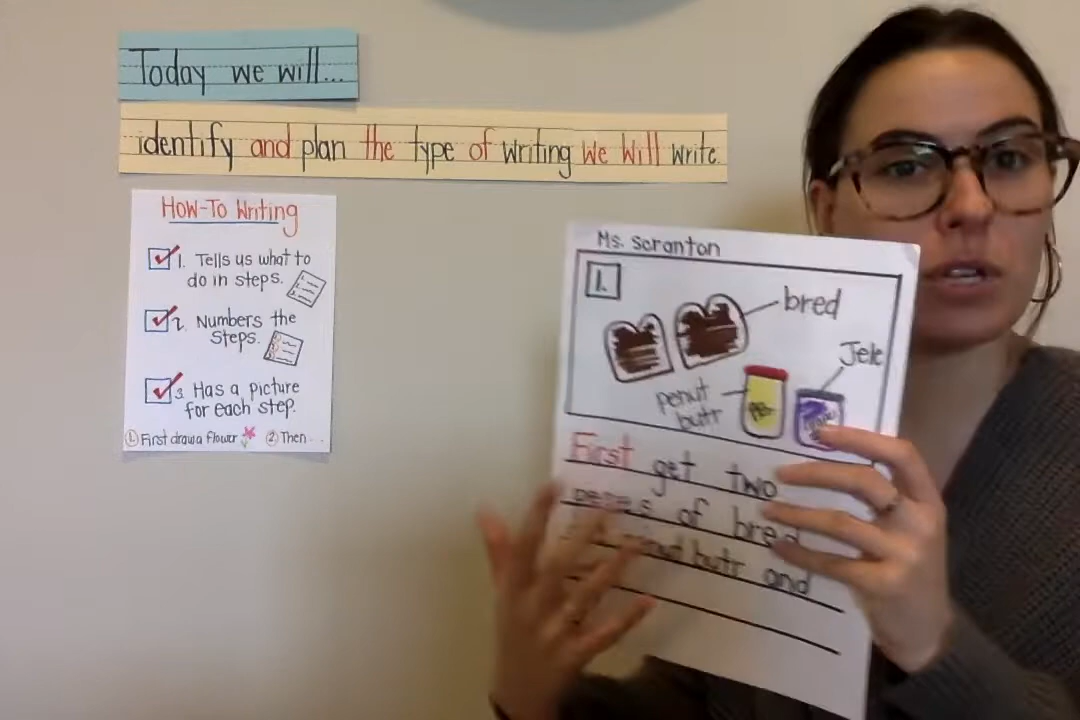 Today we will...
identify and plan the type of writing we will write
How-To Writing
1. Tells us what to
do in steps.
2. Numbers the
steps.
3. Has a picture
for each step.
1 First draw a flower 2 Then...
Ms. Scranton
1.
bred
Jele
penut
butr
PB
First get two
of bred
butr and